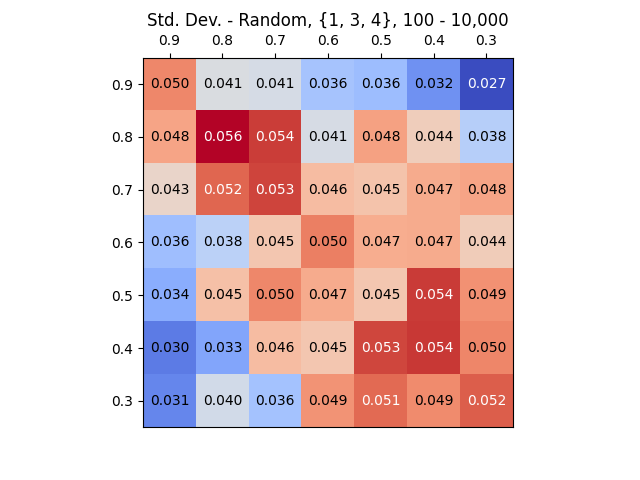 Std. Dev. - Random, {1, 3, 4}, 100 - 10,000
0.9 0.8 0.7 0.6 0.5 0.4 0.3
0.9 0.050 0.041 0.041 0.036 0.036 0.032 0.027
0.8 0.048 0.056 0.054 0.041 0.048 0.044 0.038
0.7 0.043 0.052 0.053 0.046 0.045 0.047 0.048
0.6 0.036 0.038 0.045 0.050 0.047 0.047 0.044
0.5 0.034 0.045 0.050 0.047 0.045 0.054 0.049
0.4 0.030 0.033 0.046 0.045 0.053 0.054 0.050
0.3 0.031 0.040 0.036 0.049 0.051 0.049 0.052